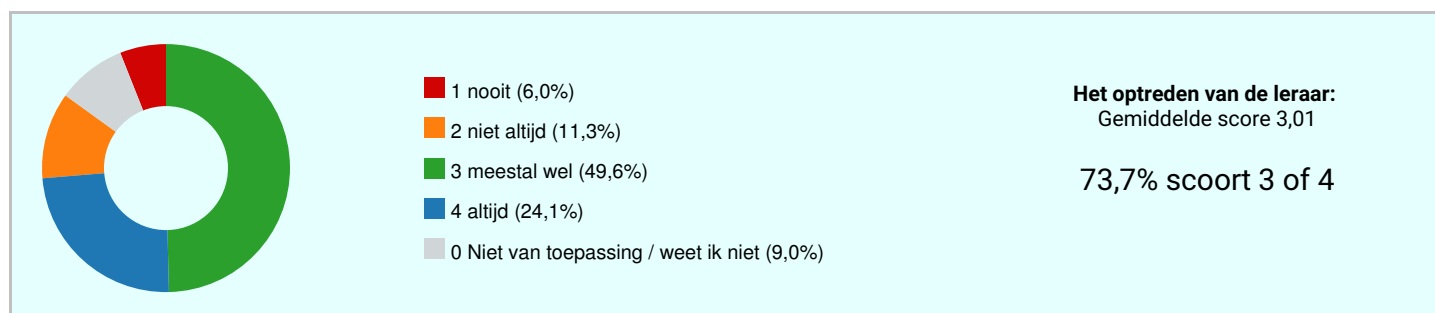 1 nooit (6,0%)
2 niet altijd (11,3%)
3 meestal wel (49,6%)
4 altijd (24,1%)
0 Niet van toepassing / weet ik niet (9,0%)
Het optreden van de leraar:
Gemiddelde score 3,01
73,7% scoort 3 of 4